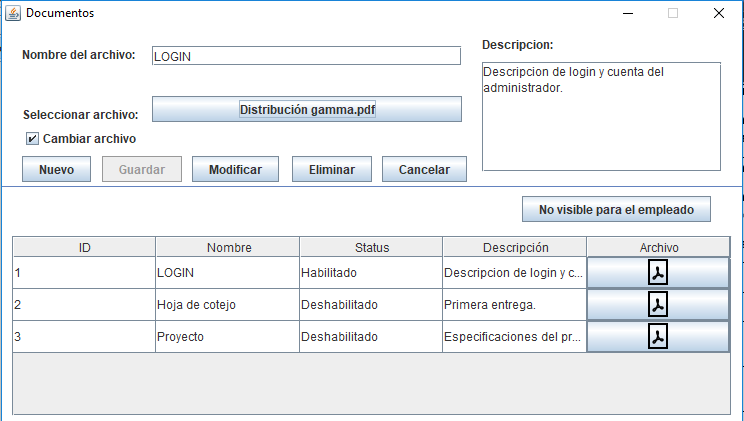 Documentos
Nombre del archivo:
LOGIN
Descripcion:
Descripcion de login y cuenta del
administrador.
Seleccionar archivo:
Distribución gamma.pdf
Cambiar archivo
Nuevo
Guardar
Modificar
Eliminar
Cancelar
No visible para el empleado
ID Nombre Status Descripción Archivo
1 LOGIN Habilitado Descripcion de login y c...
2 Hoja de cotejo Deshabilitado Primera entrega.
3 Proyecto Deshabilitado Especificaciones del pr...